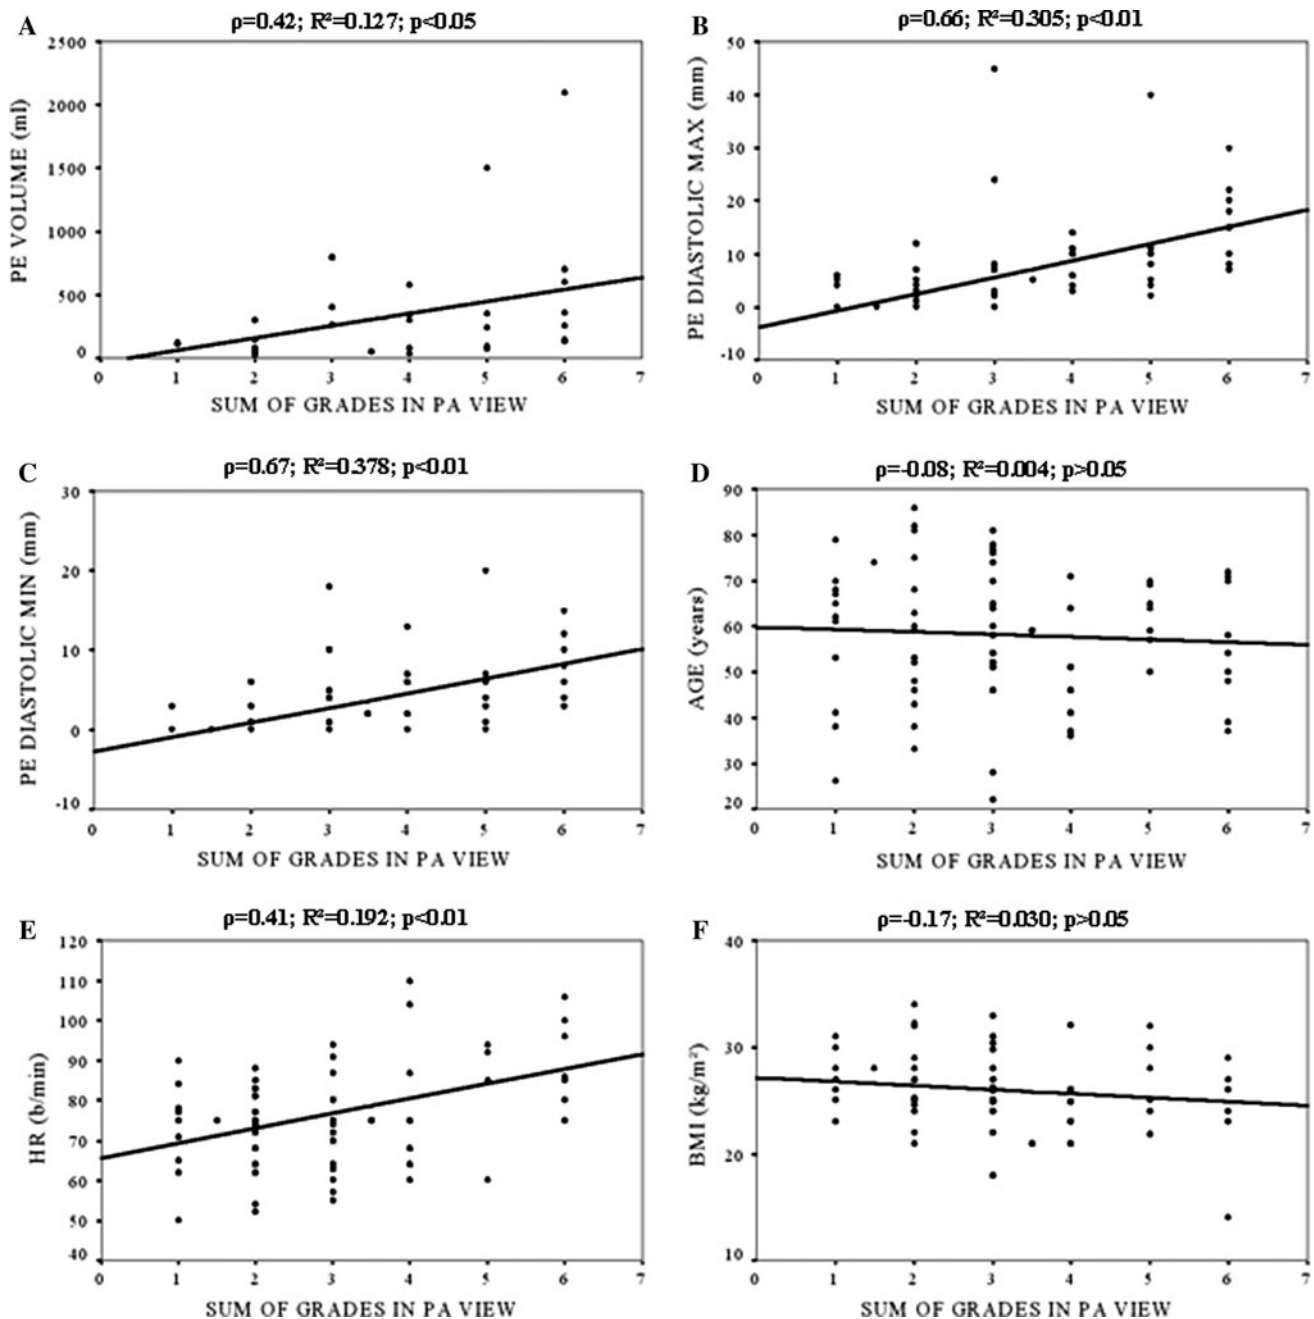 A
ρ=0.42; R²=0.127; p<0.05
2500
2000
1500
1000
500
0
PE VOLUME (ml)
0 1 2 3 4 5 6 7
SUM OF GRADES IN PA VIEW
B
ρ=0.66; R²=0.305; p<0.01
50
40
30
20
10
0
-10
PE DIASTOLIC MAX (mm)
0 1 2 3 4 5 6 7
SUM OF GRADES IN PA VIEW
C
ρ=0.67; R²=0.378; p<0.01
30
20
10
0
-10
PE DIASTOLIC MIN (mm)
0 1 2 3 4 5 6 7
SUM OF GRADES IN PA VIEW
D
ρ=-0.08; R²=0.004; p>0.05
90
80
70
60
50
40
30
20
AGE (years)
0 1 2 3 4 5 6 7
SUM OF GRADES IN PA VIEW
E
ρ=0.41; R²=0.192; p<0.01
120
110
100
90
80
70
60
50
40
HR (b/min)
0 1 2 3 4 5 6 7
SUM OF GRADES IN PA VIEW
F
ρ=-0.17; R²=0.030; p>0.05
40
30
20
10
BMI (kg/m²)
0 1 2 3 4 5 6 7
SUM OF GRADES IN PA VIEW